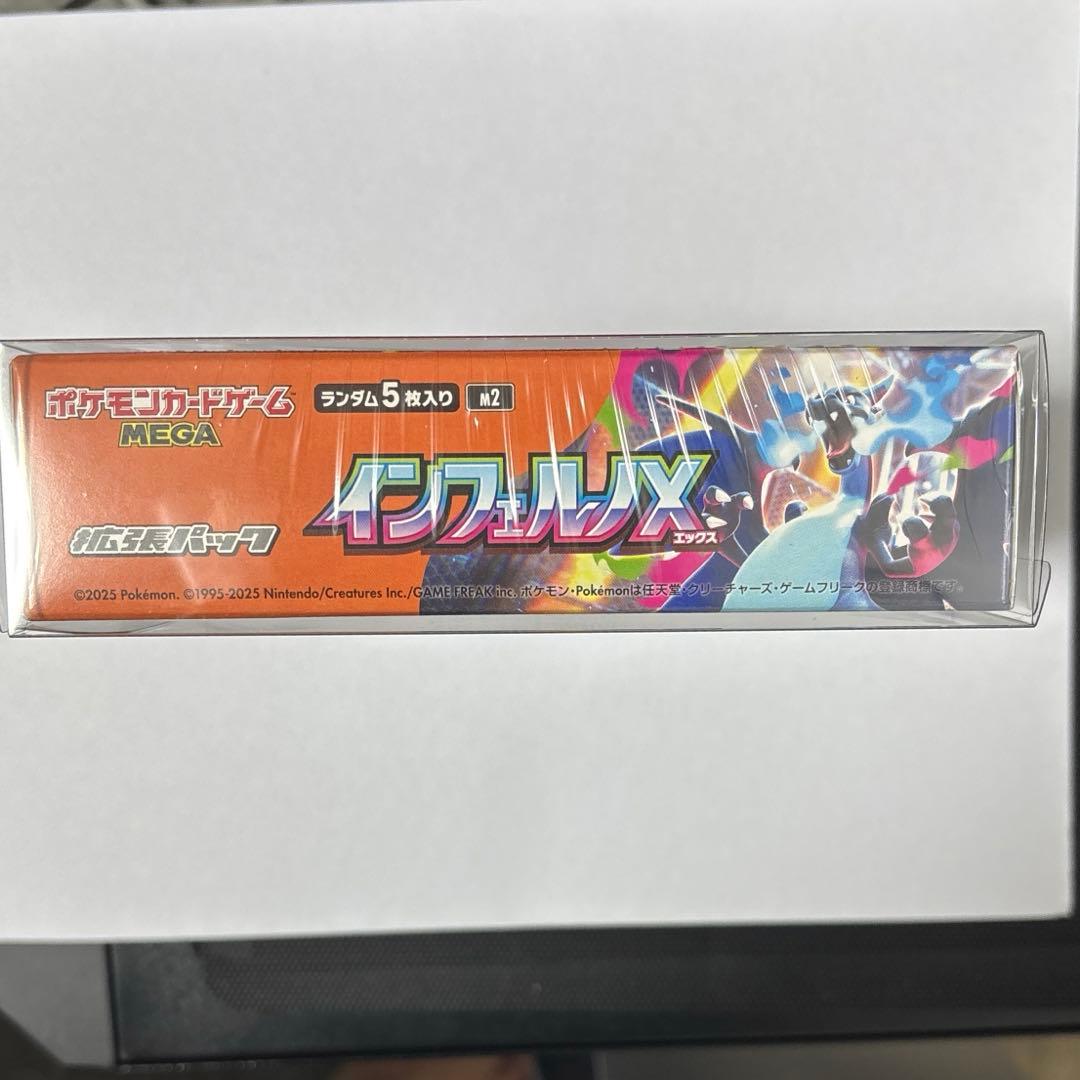 ポケモンカードゲーム
MEGA
ランダム5枚入り M2
インフェルノX
エックス
拡張パック
©2025 Pokémon. ©1995-2025 Nintendo/Creatures Inc./GAME FREAK inc. ポケモン・Pokémonは任天堂・クリーチャーズ・ゲームフリークの登録商標です。